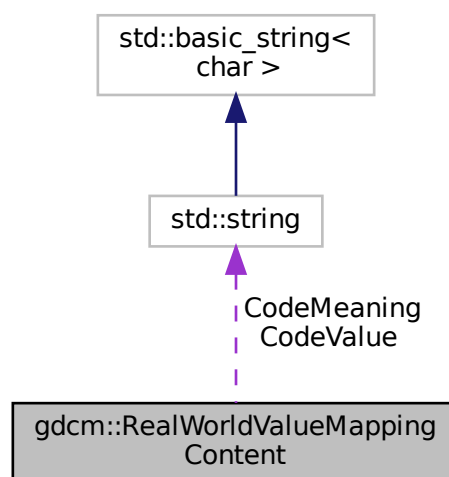 std::basic_string<
char >
std::string
CodeMeaning
CodeValue
gdcm::RealWorldValueMapping
Content